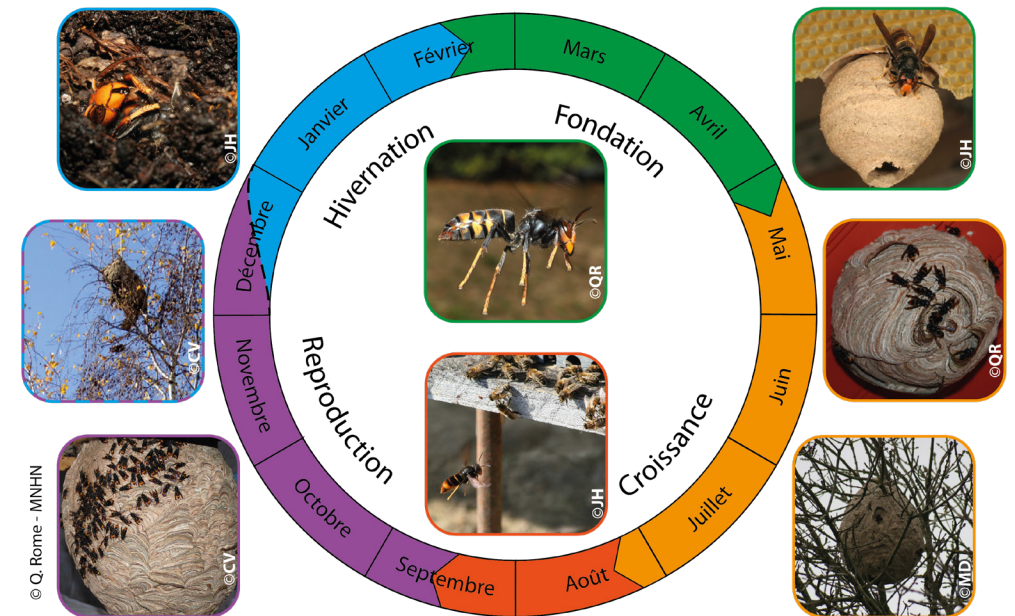 Février
Mars
Janvier
Avril
Hivernation
Fondation
©JH
©JH
Décembre
Mai
©QR
©CV
©QR
Novembre
Juin
Reproduction
Croissance
Octobre
Juillet
Septembre
Août
©JH
©CV
©MD
© Q. Rome - MNHN